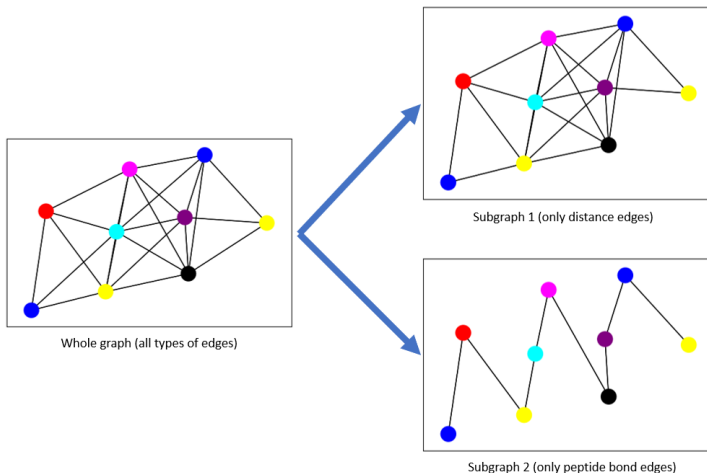 Subgraph 1 (only distance edges)
Whole graph (all types of edges)
Subgraph 2 (only peptide bond edges)